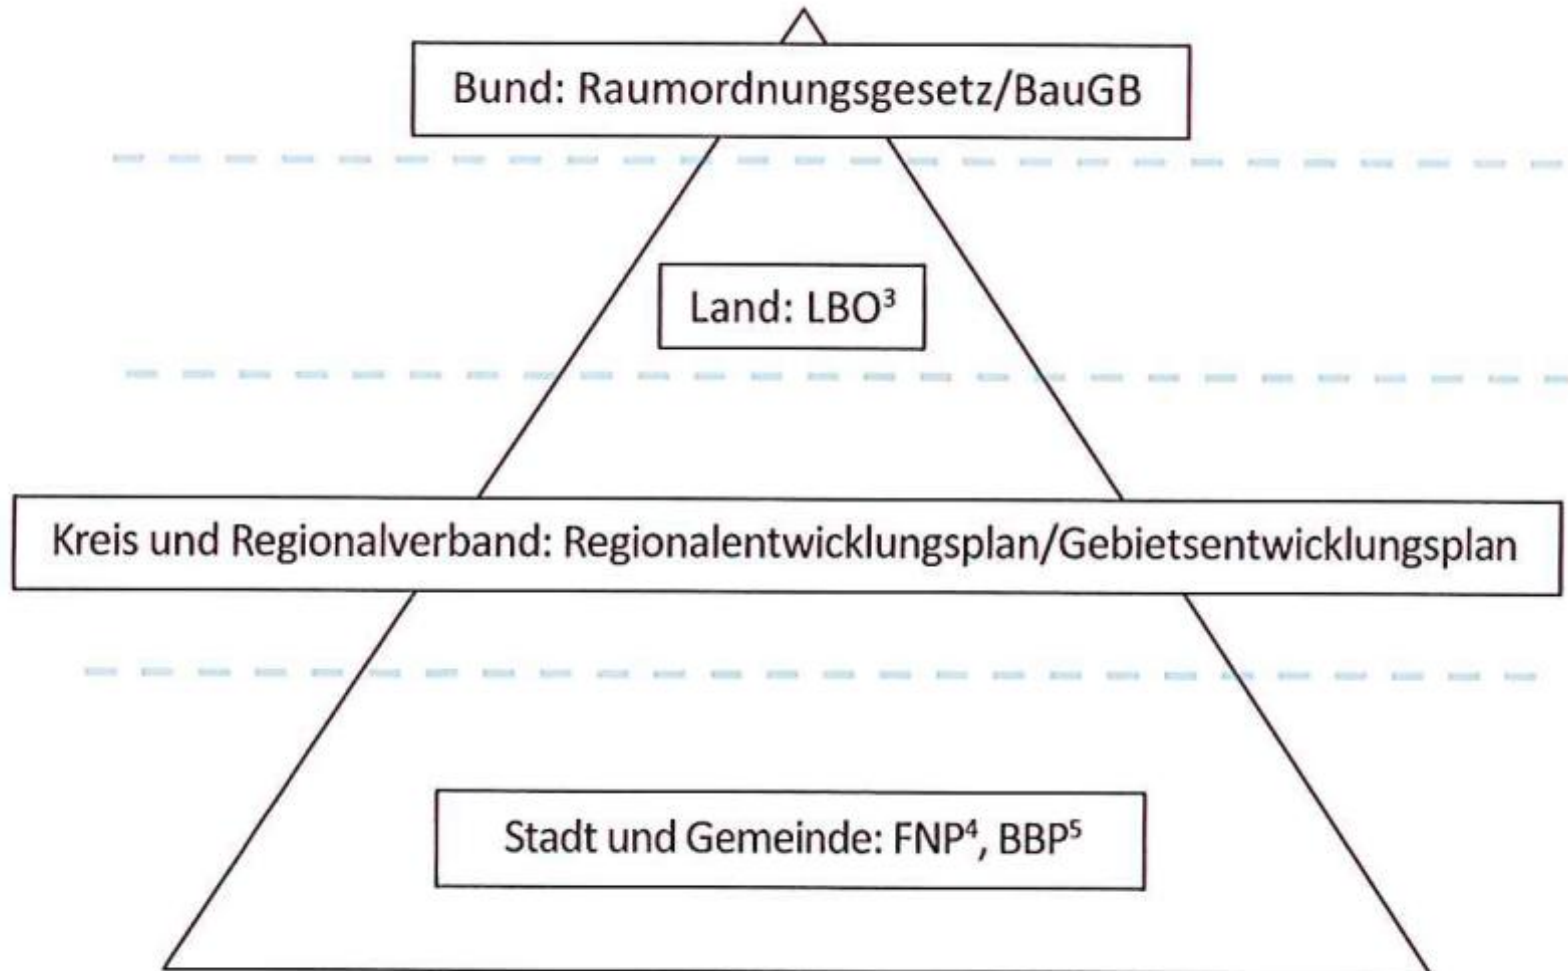 Bund: Raumordnungsgesetz/BauGB
Land: LBO³
Kreis und Regionalverband: Regionalentwicklungsplan/Gebietsentwicklungsplan
Stadt und Gemeinde: FNP⁴, BBP⁵